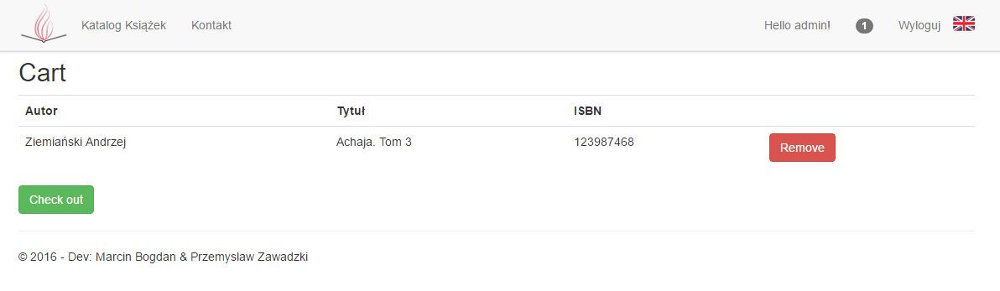 Katalog Książek Kontakt Hello admin! 1 Wyloguj
Cart
Autor Tytuł ISBN
Ziemiański Andrzej Achaja. Tom 3 123987468 Remove
Check out
© 2016 - Dev: Marcin Bogdan & Przemyslaw Zawadzki